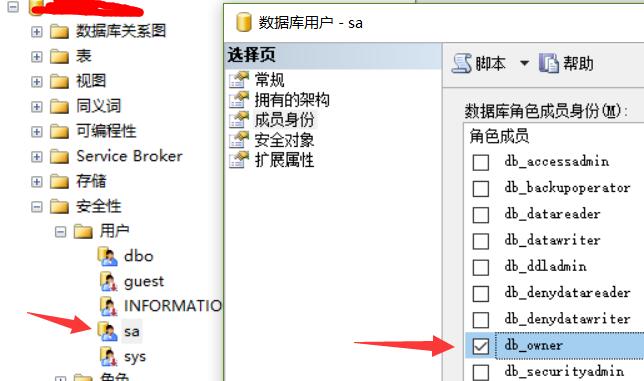 数据库关系图
表
视图
同义词
可编程性
Service Broker
存储
安全性
用户
dbo
guest
INFORMATIO
sa
sys
角色
数据库用户 - sa
选择页
常规
拥有的架构
成员身份
安全对象
扩展属性
脚本
帮助
数据库角色成员身份(M):
角色成员
db_accessadmin
db_backupoperator
db_datareader
db_datawriter
db_ddladmin
db_denydatareader
db_denydatawriter
db_owner
db_securityadmin